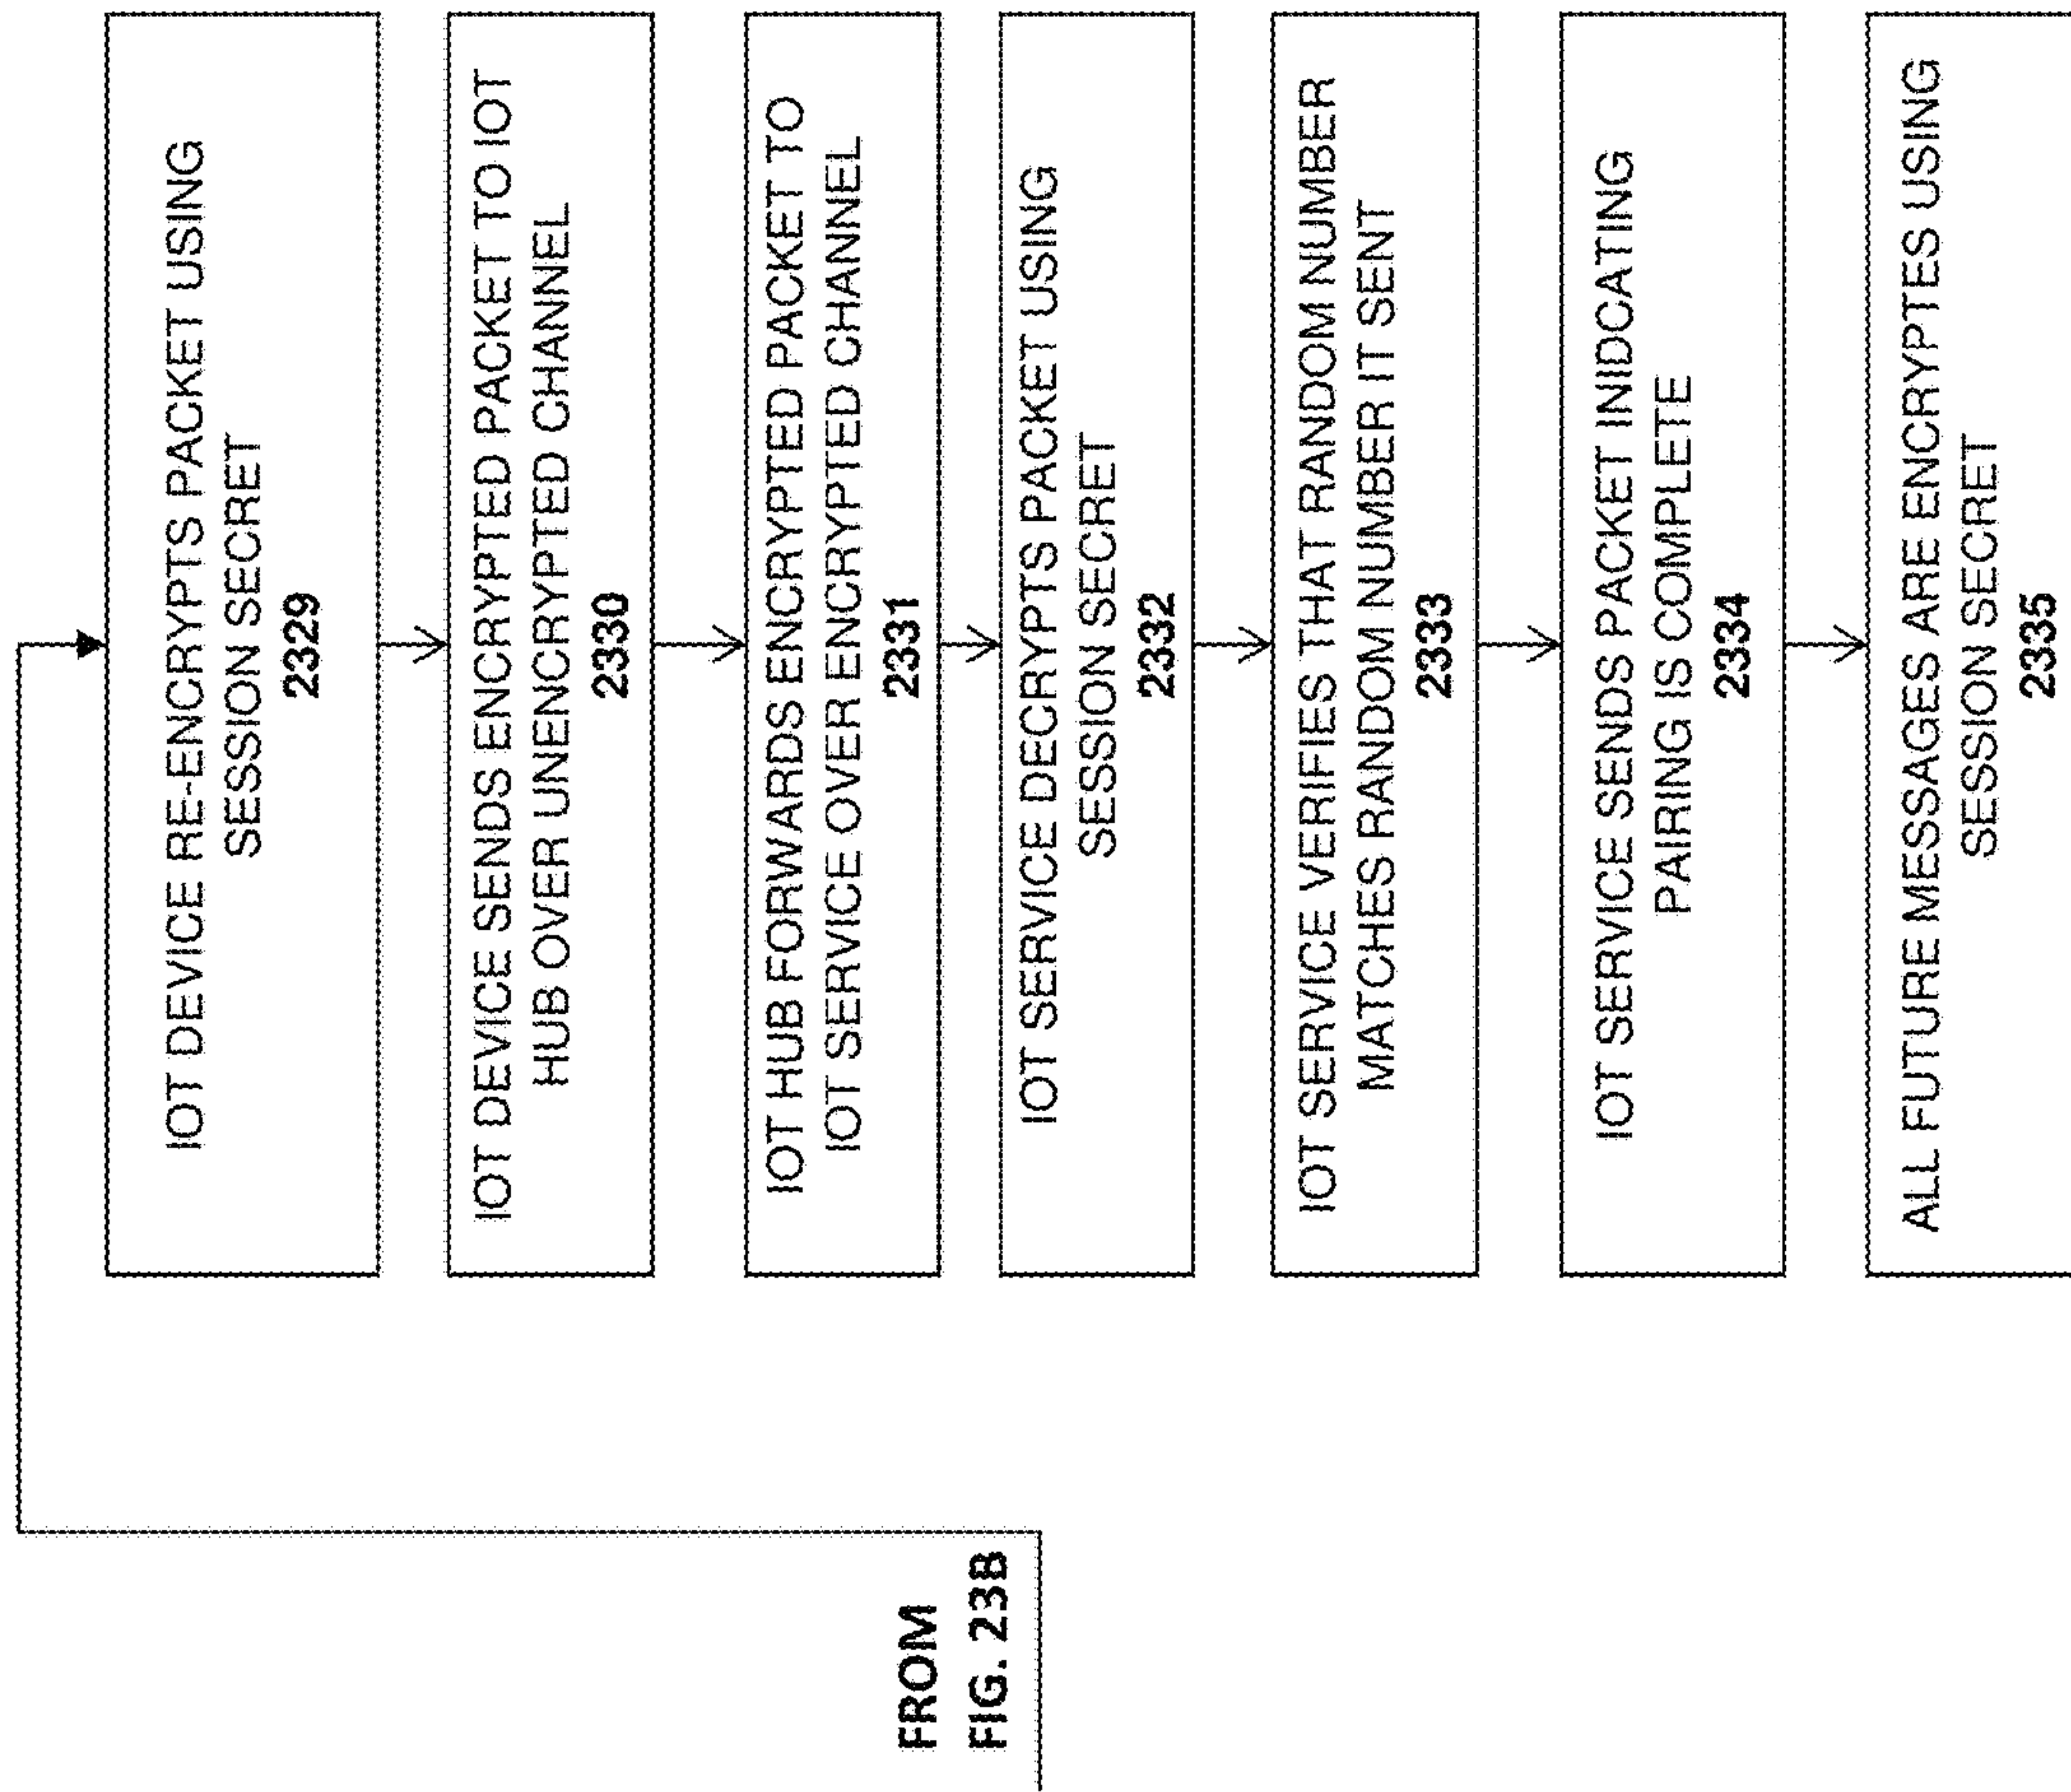 FROM
FIG. 23B
IOT DEVICE RE-ENCRYPTS PACKET USING
SESSION SECRET
2329
IOT DEVICE SENDS ENCRYPTED PACKET TO IOT
HUB OVER UNENCRYPTED CHANNEL
2330
IOT HUB FORWARDS ENCRYPTED PACKET TO
IOT SERVICE OVER ENCRYPTED CHANNEL
2331
IOT SERVICE DECRYPTS PACKET USING
SESSION SECRET
2332
IOT SERVICE VERIFIES THAT RANDOM NUMBER
MATCHES RANDOM NUMBER IT SENT
2333
IOT SERVICE SENDS PACKET INIDCATING
PAIRING IS COMPLETE
2334
ALL FUTURE MESSAGES ARE ENCRYPTES USING
SESSION SECRET
2335